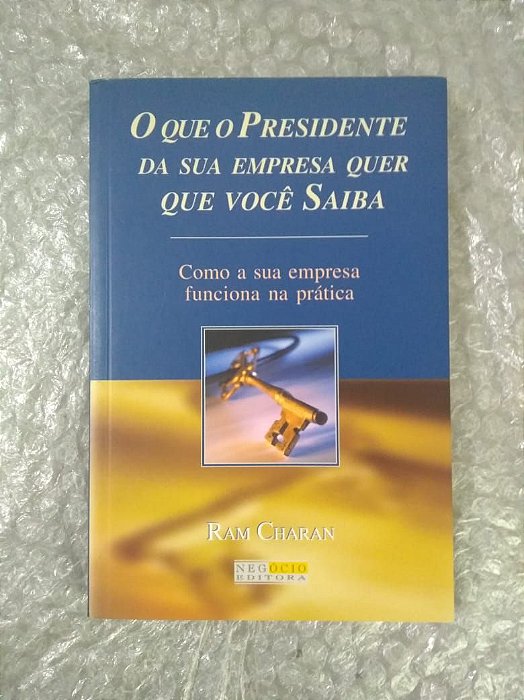 O QUE O PRESIDENTE
DA SUA EMPRESA QUER
QUE VOCÊ SAIBA
Como a sua empresa
funciona na prática
RAM CHARAN
NEGÓCIO
EDITORA